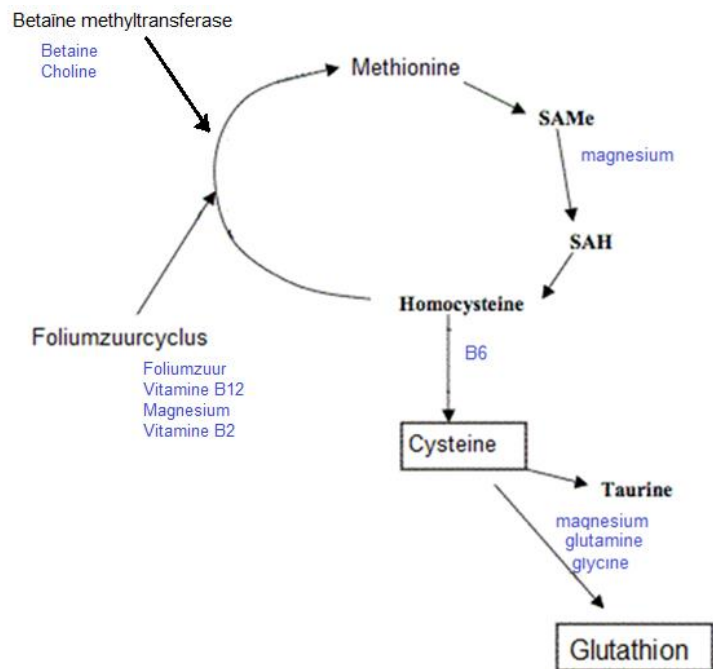 Betaïne methyltransferase
Betaine
Choline
Methionine
SAMe
magnesium
SAH
Homocysteine
Foliumzuurcyclus
Foliumzuur
Vitamine B12
Magnesium
Vitamine B2
B6
Cysteine
Taurine
magnesium
glutamine
glycine
Glutathion